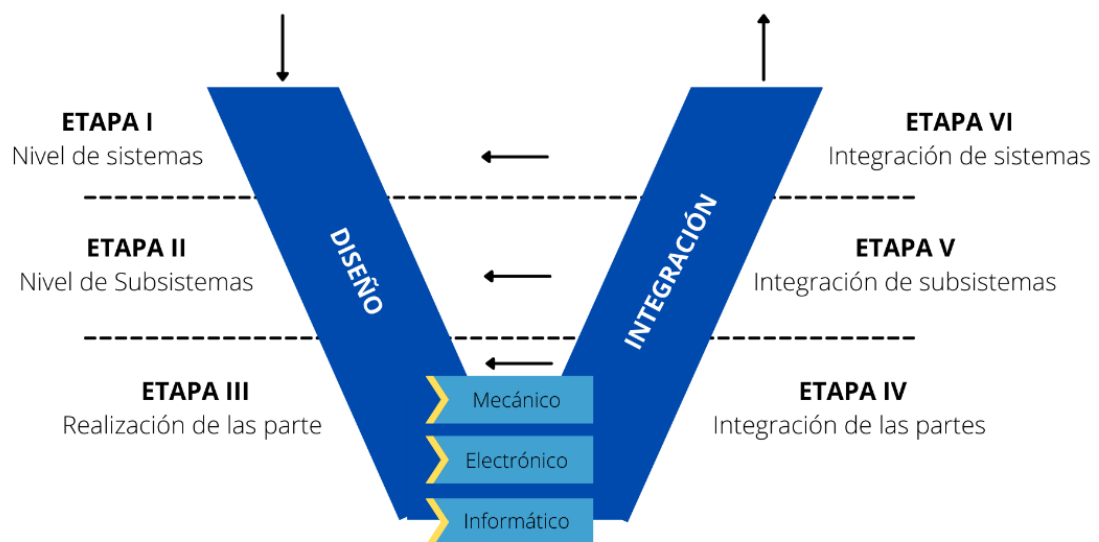 ETAPA I
Nivel de sistemas
ETAPA VI
Integración de sistemas
DISEÑO
INTEGRACIÓN
ETAPA II
Nivel de Subsistemas
ETAPA V
Integración de subsistemas
ETAPA III
Realización de las parte
ETAPA IV
Integración de las partes
Mecánico
Electrónico
Informático